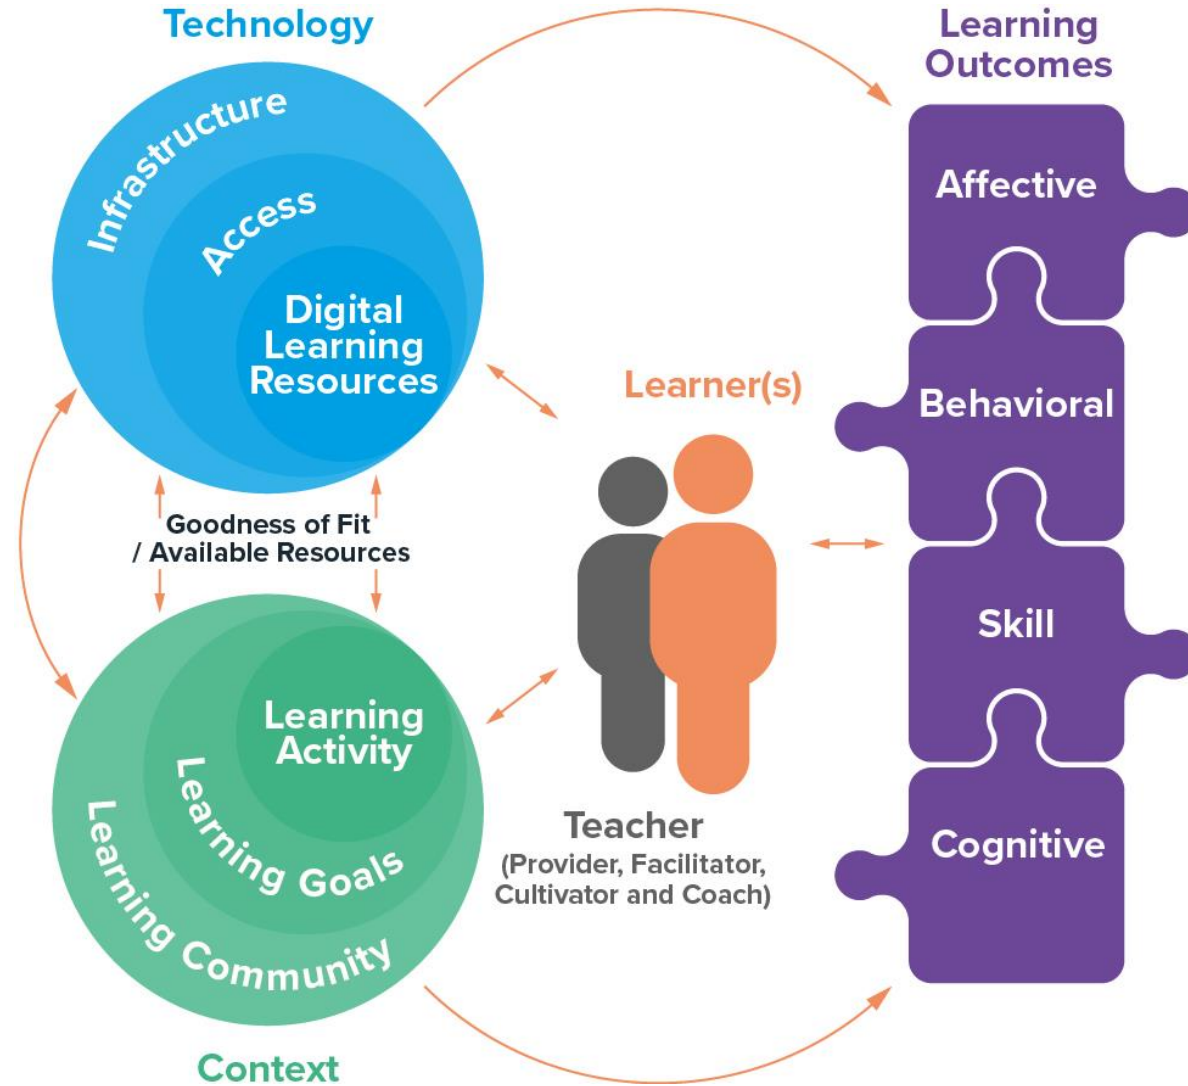 Technology
Infrastructure
Access
Digital
Learning
Resources
Goodness of Fit
/ Available Resources
Learning
Activity
Learning Goals
Learning Community
Context
Learner(s)
Teacher
(Provider, Facilitator,
Cultivator and Coach)
Learning
Outcomes
Affective
Behavioral
Skill
Cognitive